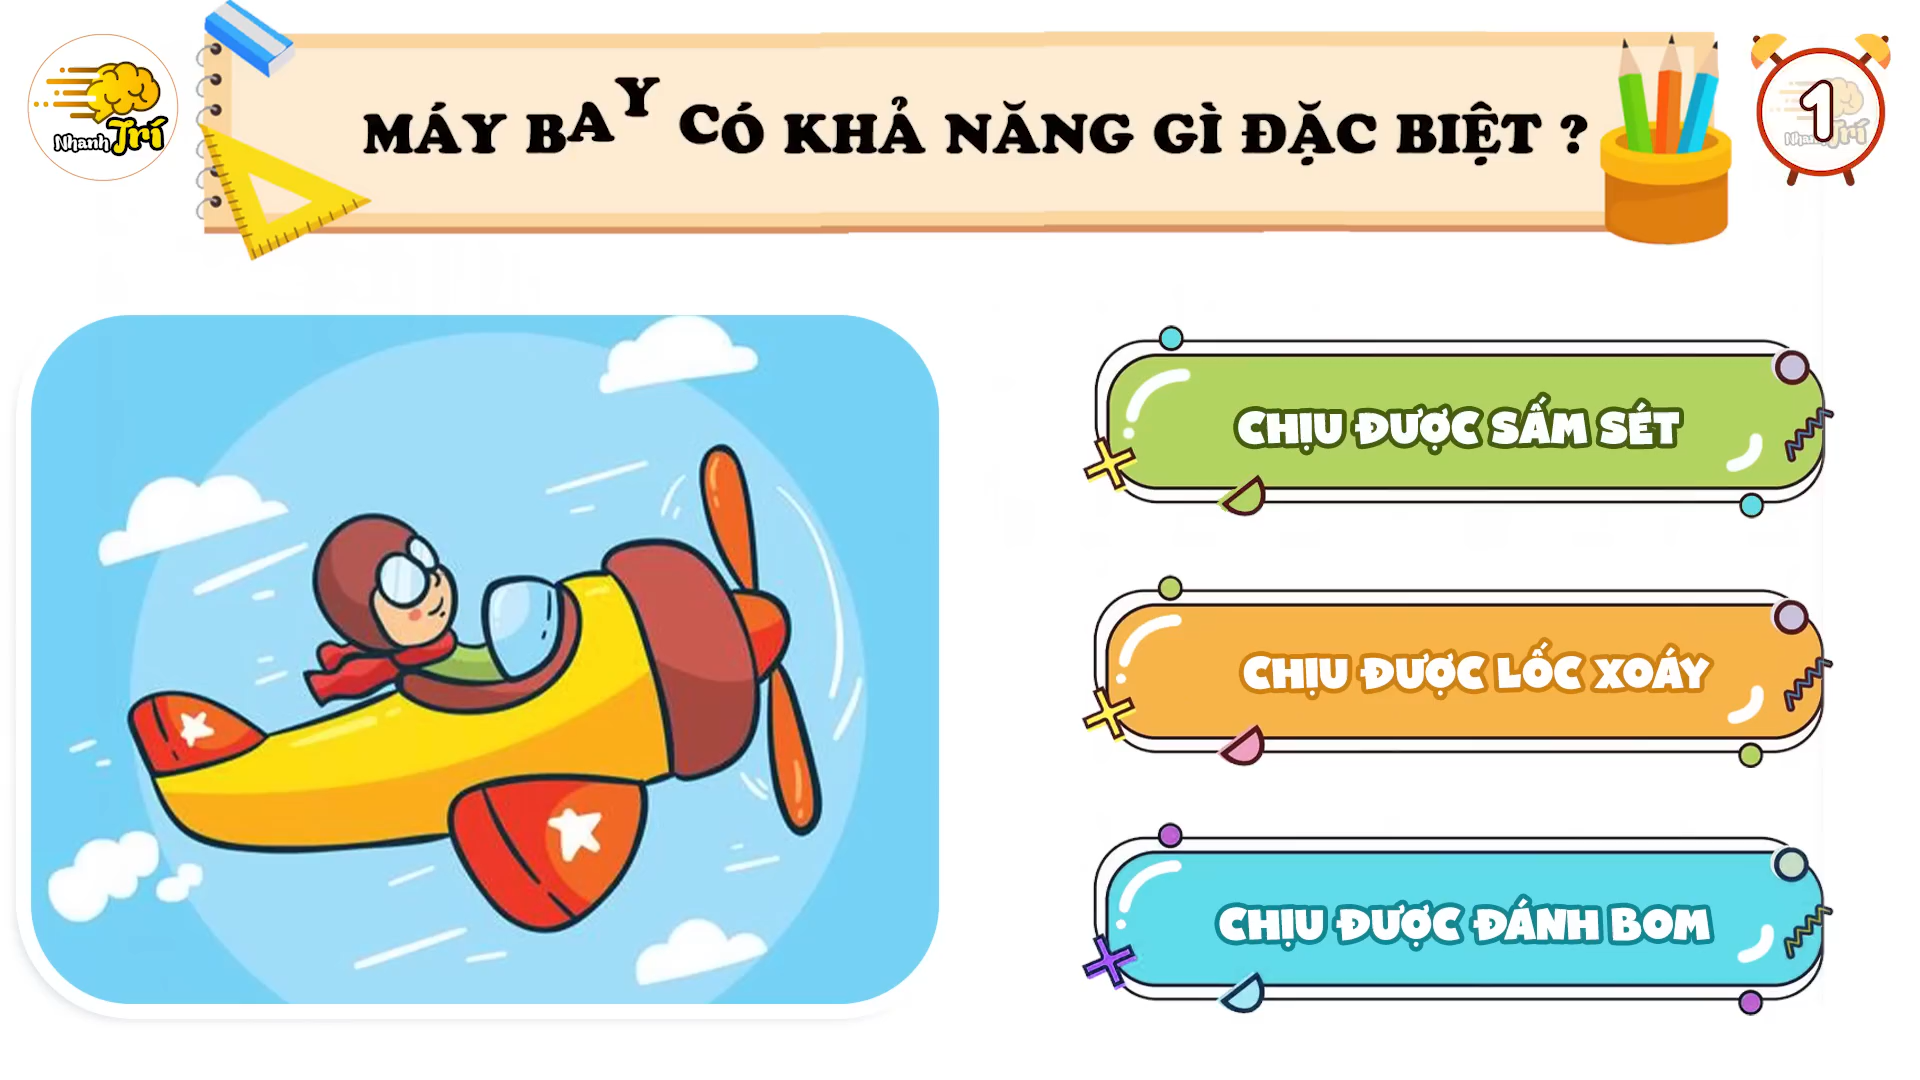 Nhanh Trí
MÁY BAY CÓ KHẢ NĂNG GÌ ĐẶC BIỆT ?
1
CHỊU ĐƯỢC SẤM SÉT
CHỊU ĐƯỢC LỐC XOÁY
CHỊU ĐƯỢC ĐÁNH BOM